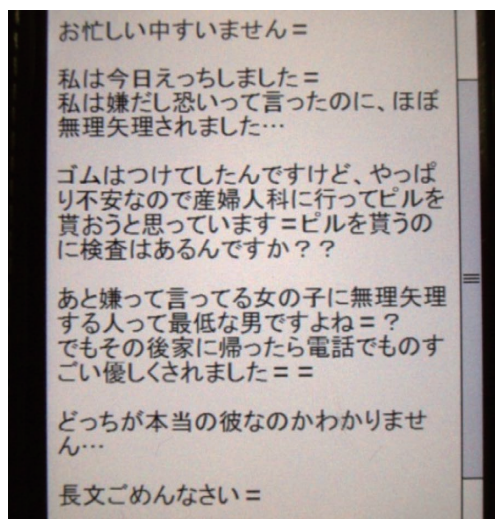 お忙しい中すいません〓
私は今日えっちしました〓
私は嫌だし恐いって言ったのに、ほぼ
無理矢理されました…
ゴムはつけてしたんですけど、やっぱ
り不安なので産婦人科に行ってピルを
貰おうと思っています〓ピルを貰うの
に検査はあるんですか？？
あと嫌って言ってる女の子に無理矢理
する人って最低な男ですよね〓？
でもその後家に帰ったら電話でものす
ごい優しくされました〓〓
どっちが本当の彼なのかわかりませ
ん…
長文ごめんなさい〓